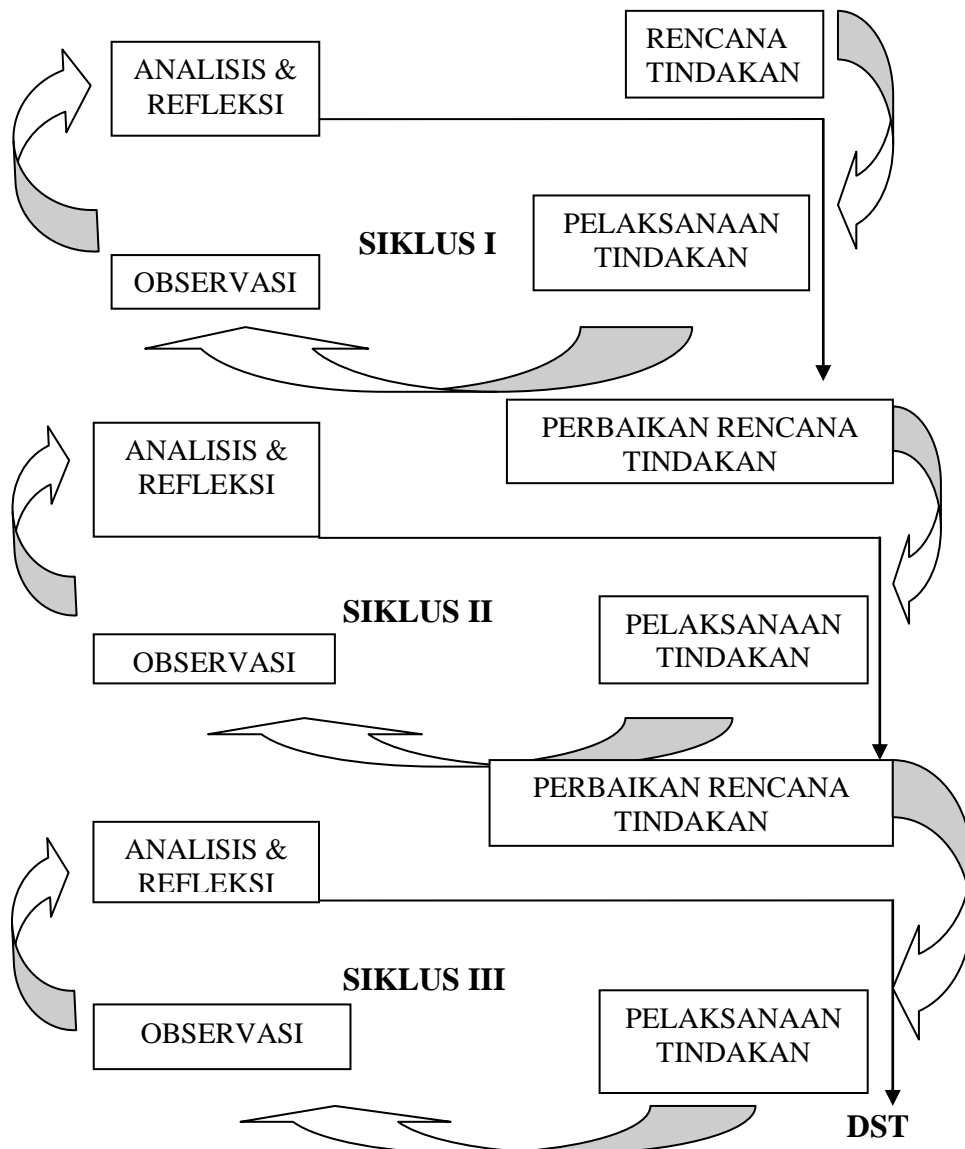 RENCANA
TINDAKAN
ANALISIS &
REFLEKSI
PELAKSANAAN
TINDAKAN
SIKLUS I
OBSERVASI
PERBAIKAN RENCANA
TINDAKAN
ANALISIS &
REFLEKSI
SIKLUS II
PELAKSANAAN
TINDAKAN
OBSERVASI
PERBAIKAN RENCANA
TINDAKAN
ANALISIS &
REFLEKSI
SIKLUS III
PELAKSANAAN
TINDAKAN
OBSERVASI
DST